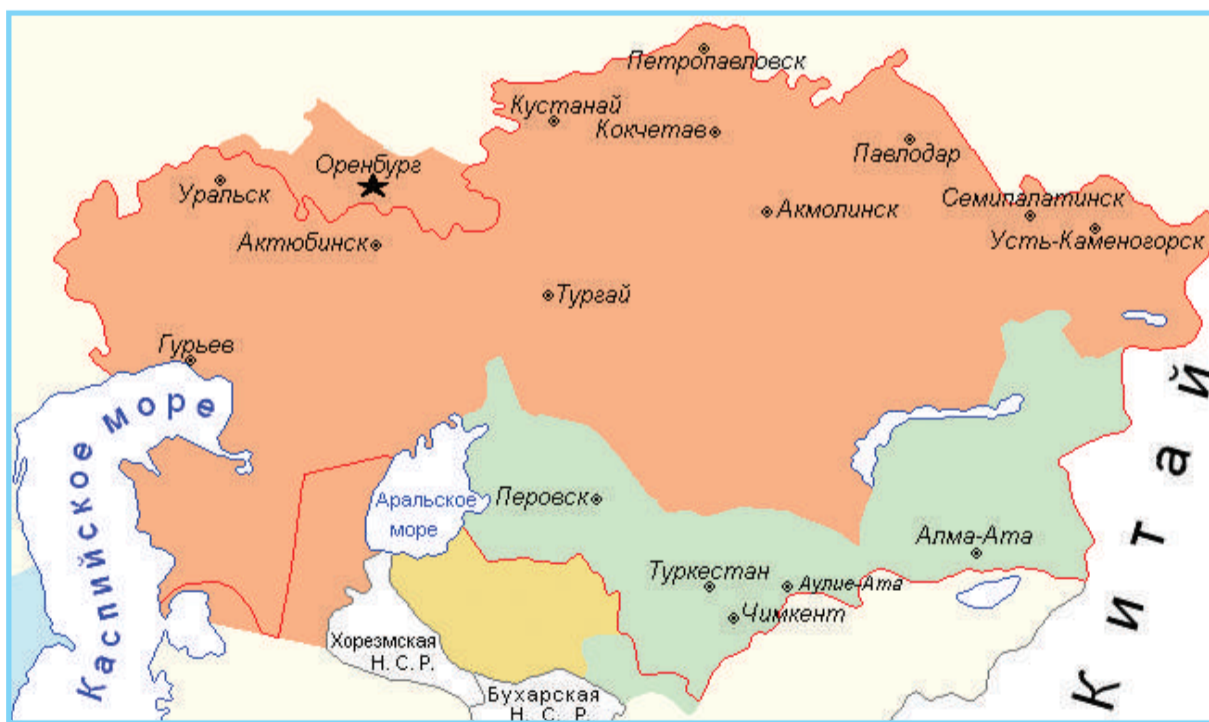 Петропавловск
Кустанай
Кокчетав
Павлодар
Оренбург
Уральск
Семипалатинск
Акмолинск
Усть-Каменогорск
Актюбинск
Тургай
Гурьев
Каспийское море
Аральское
море
Перовск
Алма-Ата
Туркестан
Аулие-Ата
Чимкент
Хорезмская
Н.С.Р.
Бухарская
Н. С. Р.
Китай